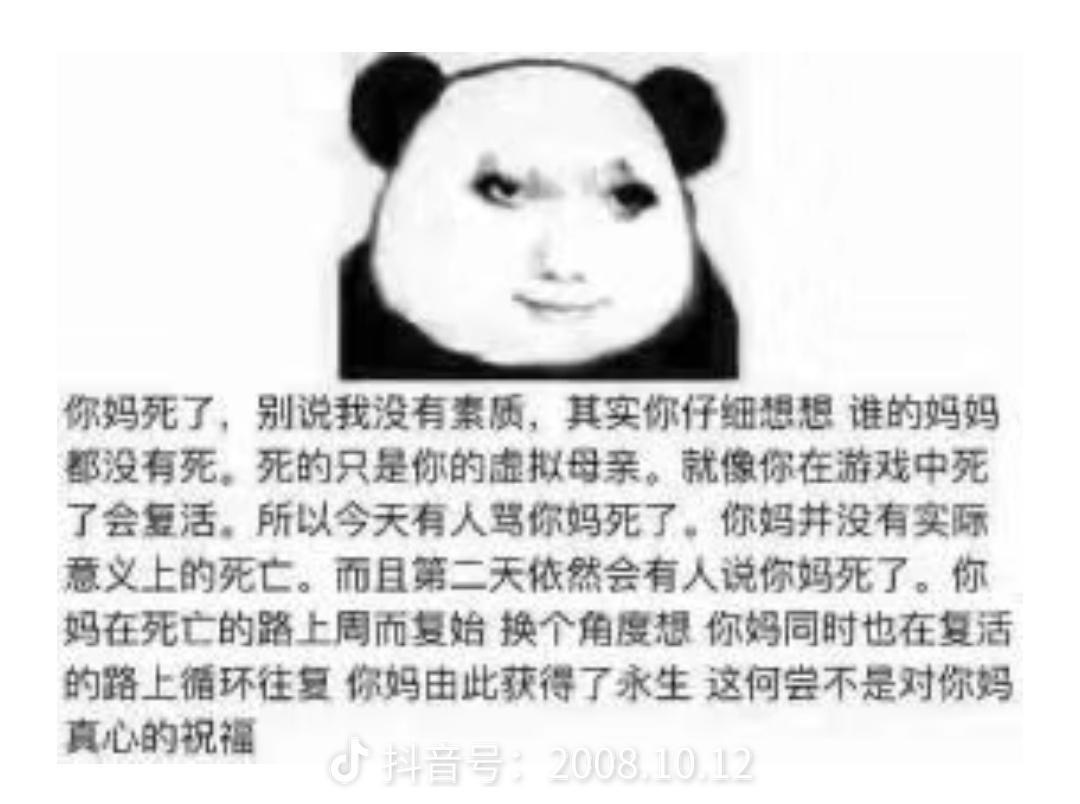 你妈死了，别说我没有素质，其实你仔细想想 谁的妈妈
都没有死。死的只是你的虚拟母亲。就像你在游戏中死
了会复活。所以今天有人骂你妈死了。你妈并没有实际
意义上的死亡。而且第二天依然会有人说你妈死了。你
妈在死亡的路上周而复始 换个角度想 你妈同时也在复活
的路上循环往复 你妈由此获得了永生 这何尝不是对你妈
真心的祝福
抖音号：2008.10.12